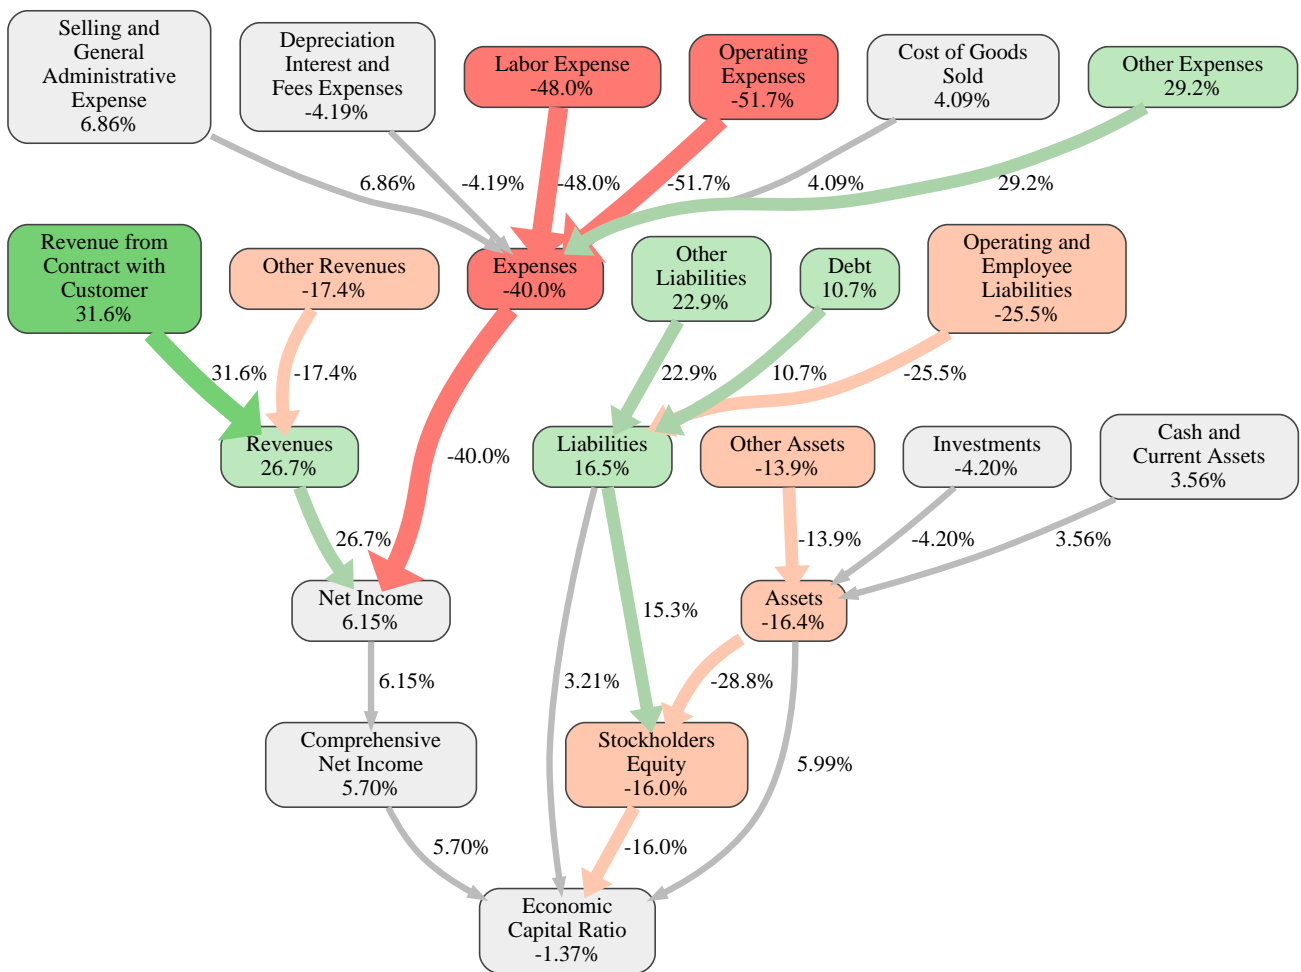 Selling and
General
Administrative
Expense
6.86%
Depreciation
Interest and
Fees Expenses
-4.19%
Labor Expense
-48.0%
Operating
Expenses
-51.7%
Cost of Goods
Sold
4.09%
Other Expenses
29.2%
6.86%
-4.19%
-48.0%
-51.7%
4.09%
29.2%
Revenue from
Contract with
Customer
31.6%
Other Revenues
-17.4%
Expenses
-40.0%
Other
Liabilities
22.9%
Debt
10.7%
Operating and
Employee
Liabilities
-25.5%
31.6%
-17.4%
22.9%
10.7%
-25.5%
Revenues
26.7%
-40.0%
Liabilities
16.5%
Other Assets
-13.9%
Investments
-4.20%
Cash and
Current Assets
3.56%
26.7%
-13.9%
-4.20%
3.56%
Net Income
6.15%
15.3%
Assets
-16.4%
6.15%
3.21%
-28.8%
Comprehensive
Net Income
5.70%
Stockholders
Equity
-16.0%
5.99%
5.70%
-16.0%
Economic
Capital Ratio
-1.37%